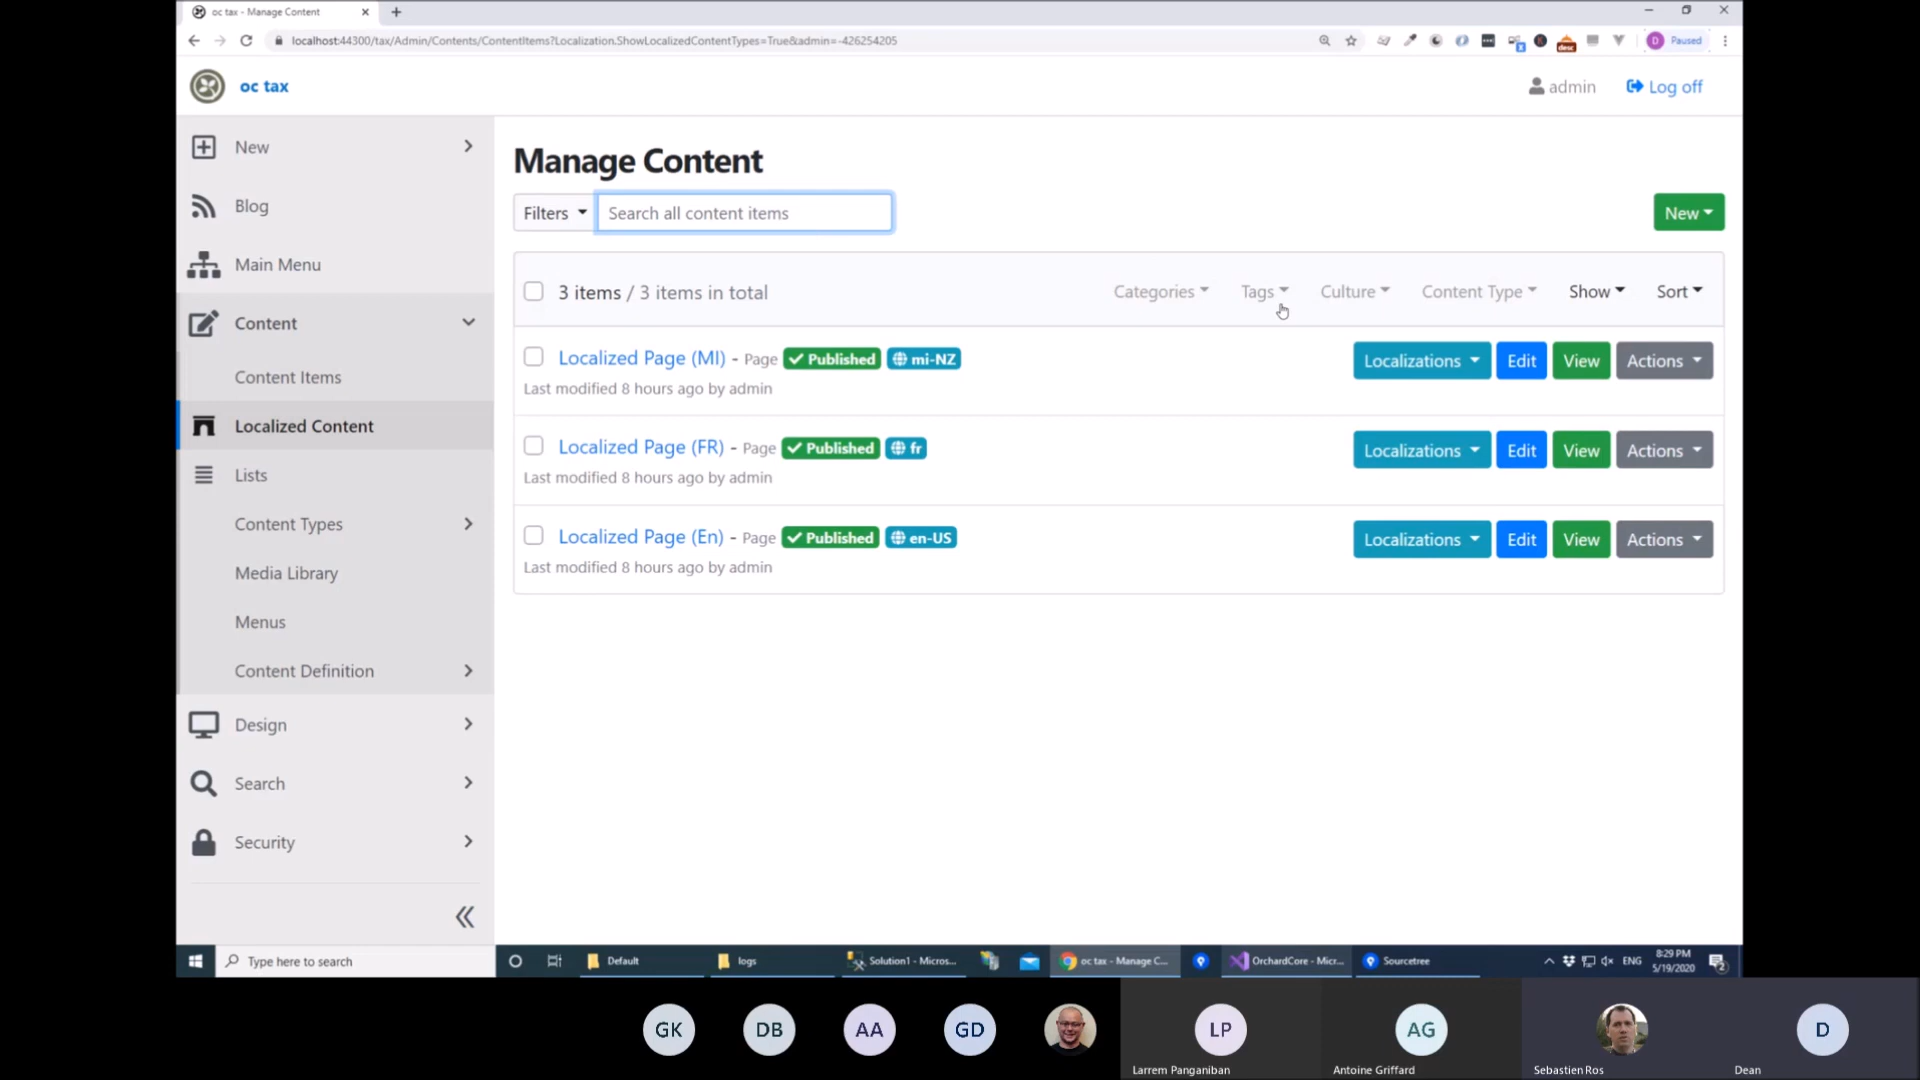 oc tax - Manage Content
localhost:44300/tax/Admin/Contents/ContentItems?Localization.ShowLocalizedContentTypes=True&admin=-426254205
D Paused
oc tax
admin
Log off
New
Blog
Main Menu
Content
Content Items
Localized Content
Lists
Content Types
Media Library
Menus
Content Definition
Design
Search
Security
Manage Content
Filters
Search all content items
New
3 items / 3 items in total
Categories
Tags
Culture
Content Type
Show
Sort
Localized Page (MI) - Page Published mi-NZ
Last modified 8 hours ago by admin
Localizations Edit View Actions
Localized Page (FR) - Page Published fr
Last modified 8 hours ago by admin
Localizations Edit View Actions
Localized Page (En) - Page Published en-US
Last modified 8 hours ago by admin
Localizations Edit View Actions
Type here to search
Default
logs
Solution1 - Micros...
oc tax - Manage C...
OrchardCore - Micr...
Sourcetree
ENG
8:29 PM
5/19/2020
2
GK
DB
AA
GD
LP
AG
D
Larrem Panganiban
Antoine Griffard
Sebastien Ros
Dean